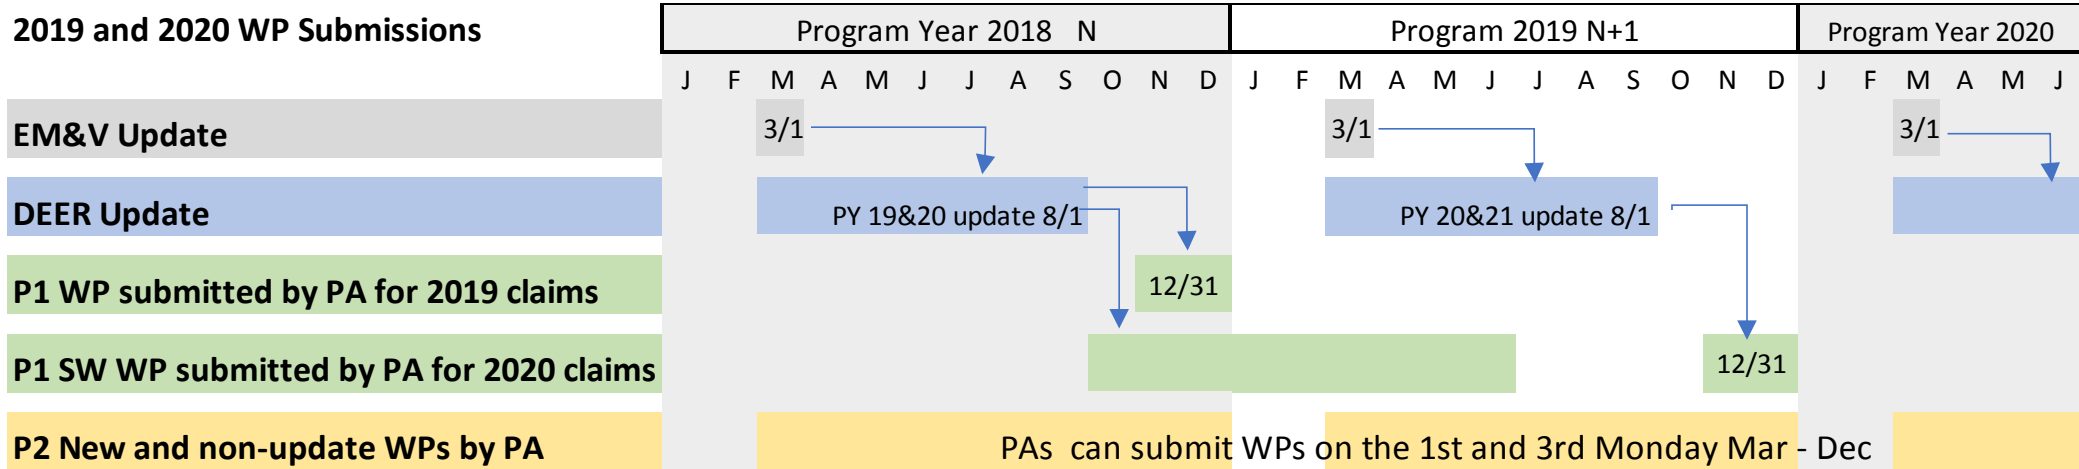 2019 and 2020 WP Submissions
Program Year 2018 N
Program 2019 N+1
Program Year 2020
J F M A M J J A S O N D J F M A M J J A S O N D J F M A M J
EM&V Update
3/1
3/1
3/1
DEER Update
PY 19&20 update 8/1
PY 20&21 update 8/1
P1 WP submitted by PA for 2019 claims
12/31
P1 SW WP submitted by PA for 2020 claims
12/31
P2 New and non-update WPs by PA
PAs can submit WPs on the 1st and 3rd Monday Mar - Dec